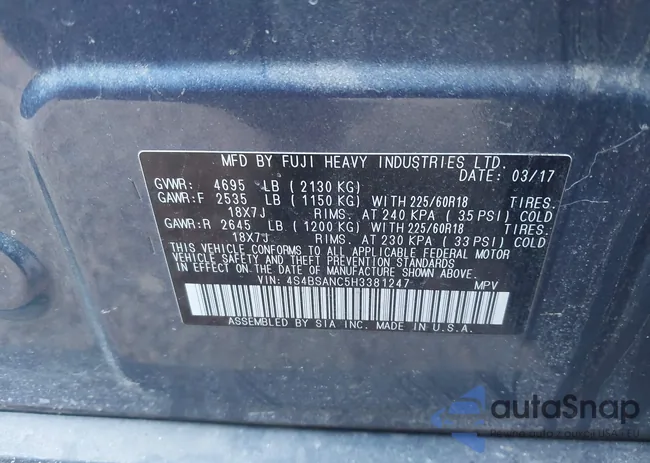 MFD BY FUJI HEAVY INDUSTRIES LTD.
DATE: 03/17
GVWR: 4695 LB ( 2130 KG)
GAWR:F 2535 LB ( 1150 KG) WITH 225/60R18 TIRES.
18X7J RIMS. AT 240 KPA ( 35 PSI) COLD
GAWR:R 2645 LB ( 1200 KG) WITH 225/60R18 TIRES.
18X7J RIMS. AT 230 KPA ( 33 PSI) COLD
THIS VEHICLE CONFORMS TO ALL APPLICABLE FEDERAL MOTOR
VEHICLE SAFETY AND THEFT PREVENTION STANDARDS
IN EFFECT ON THE DATE OF MANUFACTURE SHOWN ABOVE.
VIN: 4S4BSANC5H3381247 MPV
ASSEMBLED BY SIA INC. MADE IN U.S.A.
autoSnap